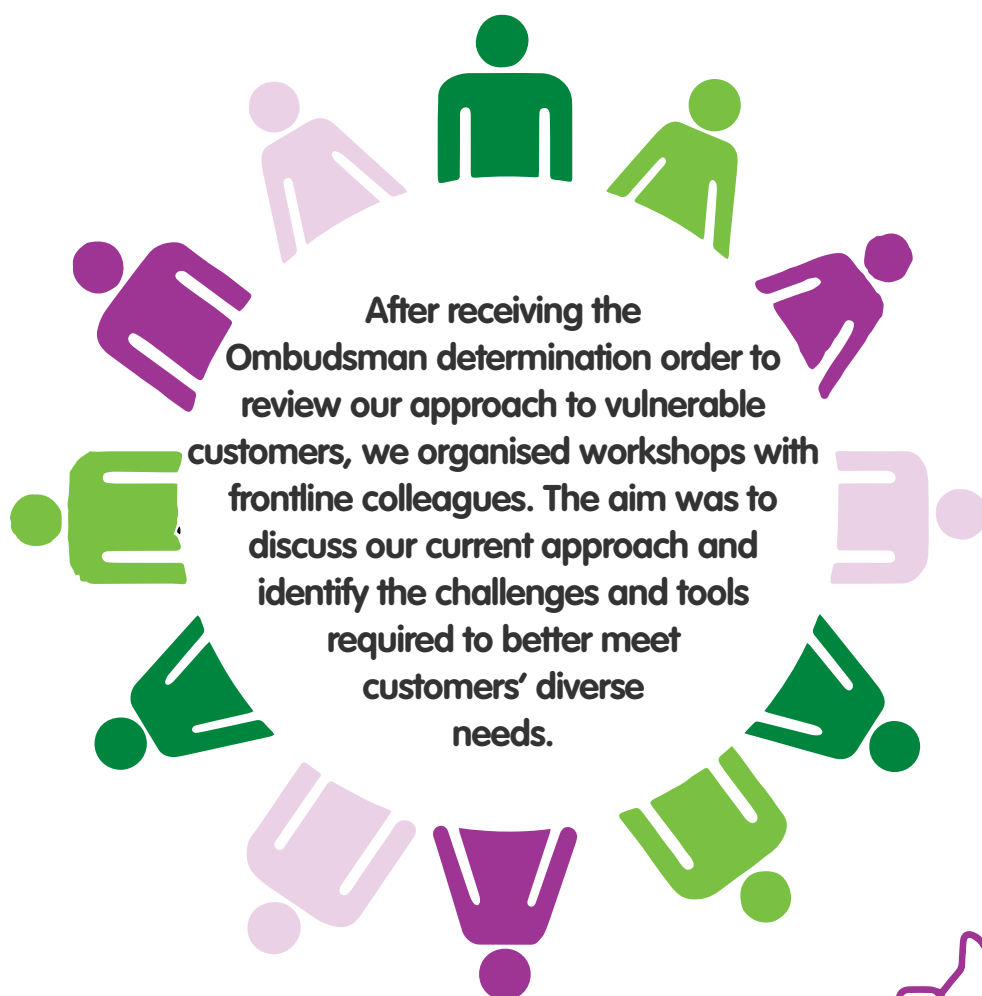 After receiving the
Ombudsman determination order to
review our approach to vulnerable
customers, we organised workshops with
frontline colleagues. The aim was to
discuss our current approach and
identify the challenges and tools
required to better meet
customers’ diverse
needs.